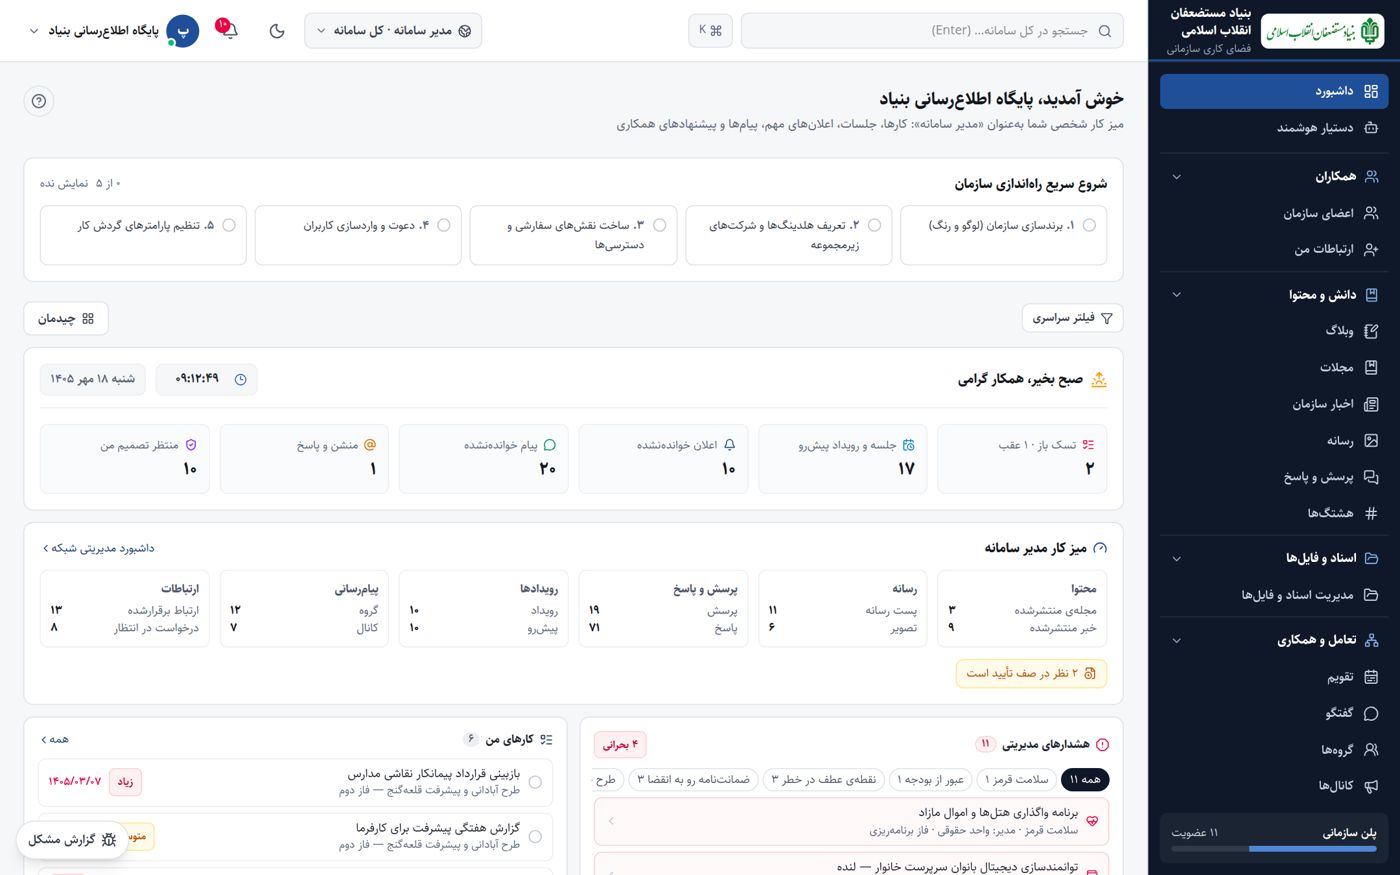 بنیاد مستضعفان
انقلاب اسلامی
فضای کاری سازمانی
بنیاد مستضعفان انقلاب اسلامی
داشبورد
دستیار هوشمند
همکاران
اعضای سازمان
ارتباطات من
دانش و محتوا
وبلاگ
مجلات
اخبار سازمان
رسانه
پرسش و پاسخ
هشتگ‌ها
اسناد و فایل‌ها
مدیریت اسناد و فایل‌ها
تعامل و همکاری
تقویم
گفتگو
گروه‌ها
کانال‌ها
پلن سازمانی
۱۱ عضویت
جستجو در کل سامانه... (Enter)
⌘ K
مدیر سامانه · کل سامانه
۱۰
پ
پایگاه اطلاع‌رسانی بنیاد
خوش آمدید، پایگاه اطلاع‌رسانی بنیاد
میز کار شخصی شما به‌عنوان «مدیر سامانه»: کارها، جلسات، اعلان‌های مهم، پیام‌ها و پیشنهادهای همکاری
شروع سریع راه‌اندازی سازمان
۰ از ۵ نمایش نده
۱. برندسازی سازمان (لوگو و رنگ)
۲. تعریف هلدینگ‌ها و شرکت‌های
زیرمجموعه
۳. ساخت نقش‌های سفارشی و
دسترسی‌ها
۴. دعوت و واردسازی کاربران
۵. تنظیم پارامترهای گردش کار
فیلتر سراسری
چیدمان
صبح بخیر، همکار گرامی
۰۹:۱۲:۴۹
شنبه ۱۸ مهر ۱۴۰۵
تسک باز · ۱ عقب
۲
جلسه و رویداد پیش‌رو
۱۷
اعلان خوانده‌نشده
۱۰
پیام خوانده‌نشده
۲۰
منشن و پاسخ
۱
منتظر تصمیم من
۱۰
میز کار مدیر سامانه
داشبورد مدیریتی شبکه
محتوا
مجله‌ی منتشرشده ۳
خبر منتشرشده ۹
رسانه
پست رسانه ۱۱
تصویر ۶
پرسش و پاسخ
پرسش ۱۹
پاسخ ۷۱
رویدادها
رویداد ۱۰
پیش‌رو ۱۰
پیام‌رسانی
گروه ۱۲
کانال ۷
ارتباطات
ارتباط برقرارشده ۱۳
درخواست در انتظار ۸
۲ نظر در صف تأیید است
هشدارهای مدیریتی ۱۱
۴ بحرانی
همه ۱۱
سلامت قرمز ۱
عبور از بودجه ۱
نقطه‌ی عطف در خطر ۳
ضمانت‌نامه رو به انقضا ۳
طرح
برنامه واگذاری هتل‌ها و اموال مازاد
سلامت قرمز · مدیر: واحد حقوقی · فاز برنامه‌ریزی
توانمندسازی دیجیتال بانوان سرپرست خانوار — لنده
کارهای من ۶
همه
بازبینی قرارداد پیمانکار نقاشی مدارس
طرح آبادانی و پیشرفت قلعه‌گنج — فاز دوم
زیاد
۱۴۰۵/۰۳/۰۷
گزارش هفتگی پیشرفت برای کارفرما
طرح آبادانی و پیشرفت قلعه‌گنج — فاز دوم
گزارش مشکل